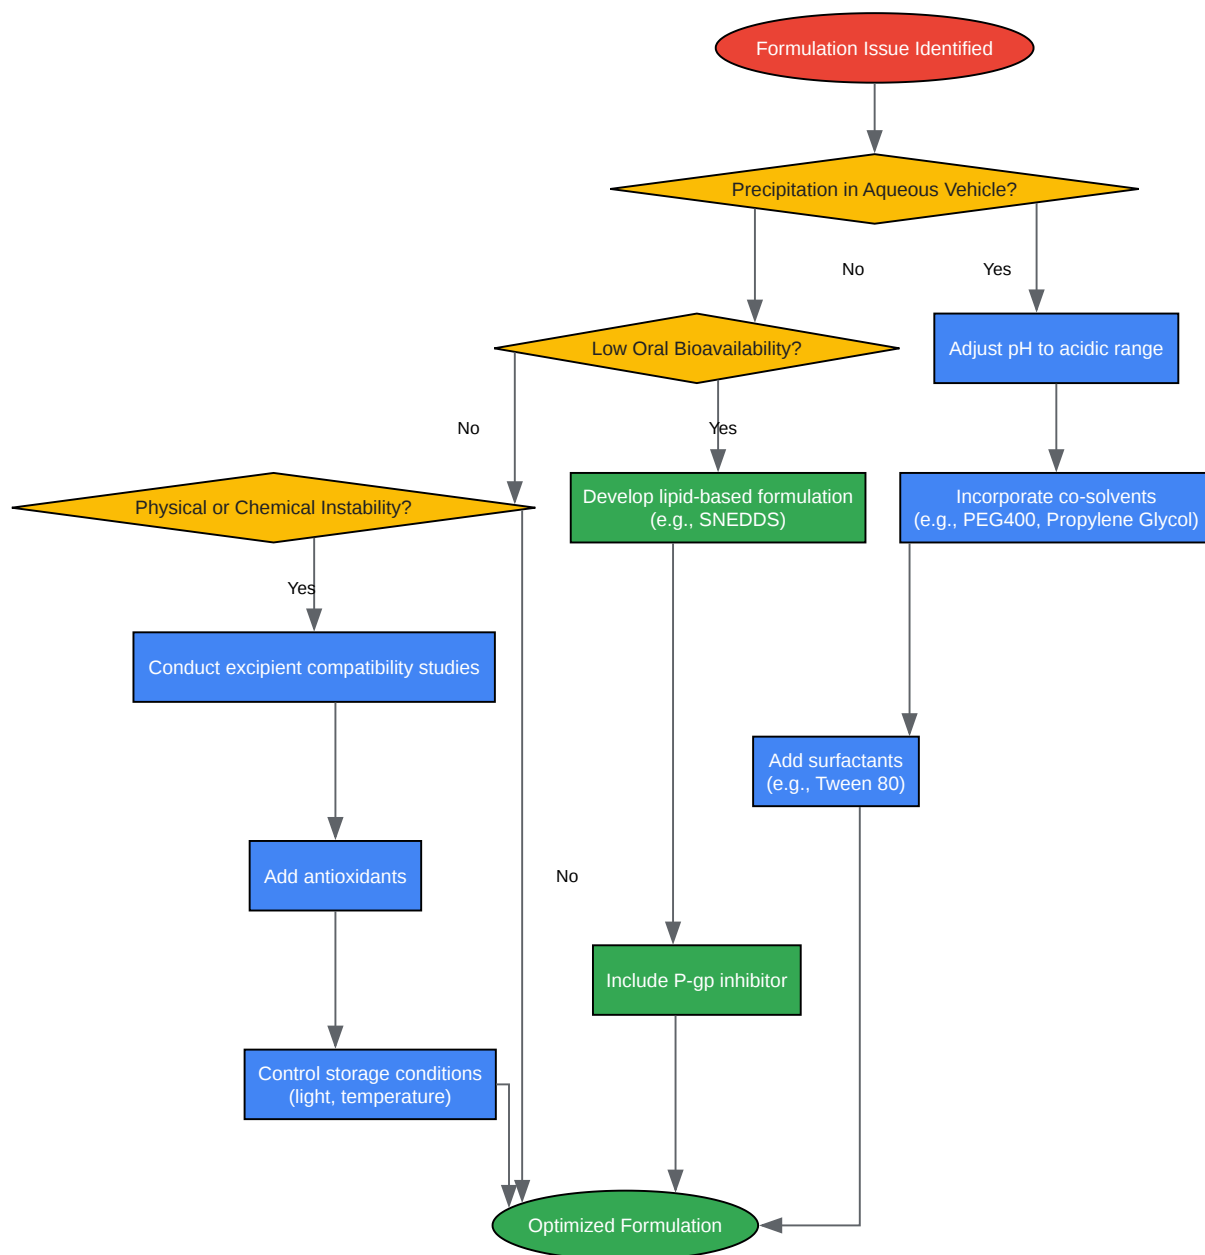 Formulation Issue Identified
Precipitation in Aqueous Vehicle?
No
Yes
Low Oral Bioavailability?
Adjust pH to acidic range
No
Yes
Physical or Chemical Instability?
Develop lipid-based formulation
(e.g., SNEDDS)
Incorporate co-solvents
(e.g., PEG400, Propylene Glycol)
Yes
Conduct excipient compatibility studies
Add surfactants
(e.g., Tween 80)
Add antioxidants
No
Include P-gp inhibitor
Control storage conditions
(light, temperature)
Optimized Formulation